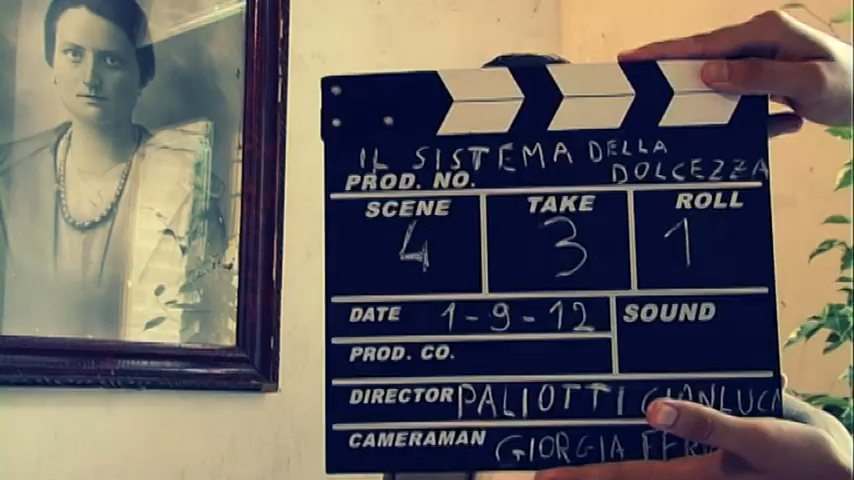 IL SISTEMA DELLA
DOLCEZZA
PROD. NO.
SCENE TAKE ROLL
4 3 1
DATE 1-9-12 SOUND
PROD. CO.
DIRECTOR PALIOTTI GIANLUCA
CAMERAMAN GIORGIA